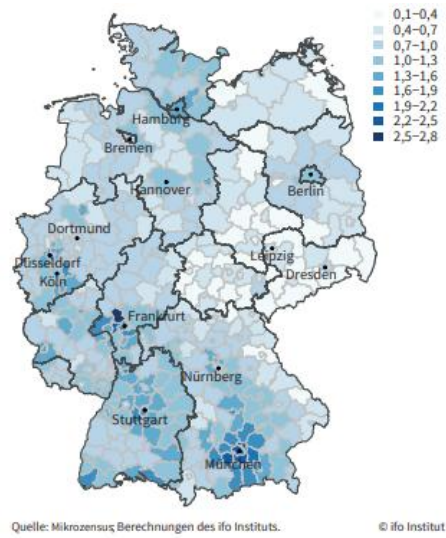 0,1–0,4
0,4–0,7
0,7–1,0
1,0–1,3
1,3–1,6
1,6–1,9
1,9–2,2
2,2–2,5
2,5–2,8
Hamburg
Bremen
Hannover
Berlin
Dortmund
Düsseldorf
Köln
Leipzig
Dresden
Frankfurt
Nürnberg
Stuttgart
München
Quelle: Mikrozensus; Berechnungen des ifo Instituts. © ifo Institut